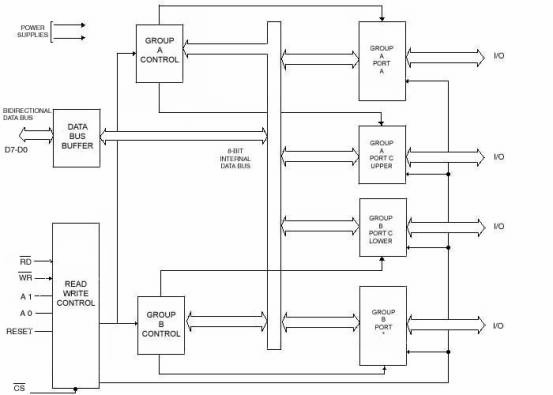 POWER
SUPPLIES
GROUP
A
CONTROL
GROUP
A
PORT
A
I/O
BIDIRECTIONAL
DATA BUS
D7-D0
DATA
BUS
BUFFER
8-BIT
INTERNAL
DATA BUS
GROUP
A
PORT C
UPPER
I/O
GROUP
B
PORT C
LOWER
I/O
RD
WR
A 1
A 0
RESET
CS
READ
WRITE
CONTROL
GROUP
B
CONTROL
GROUP
B
PORT
I/O